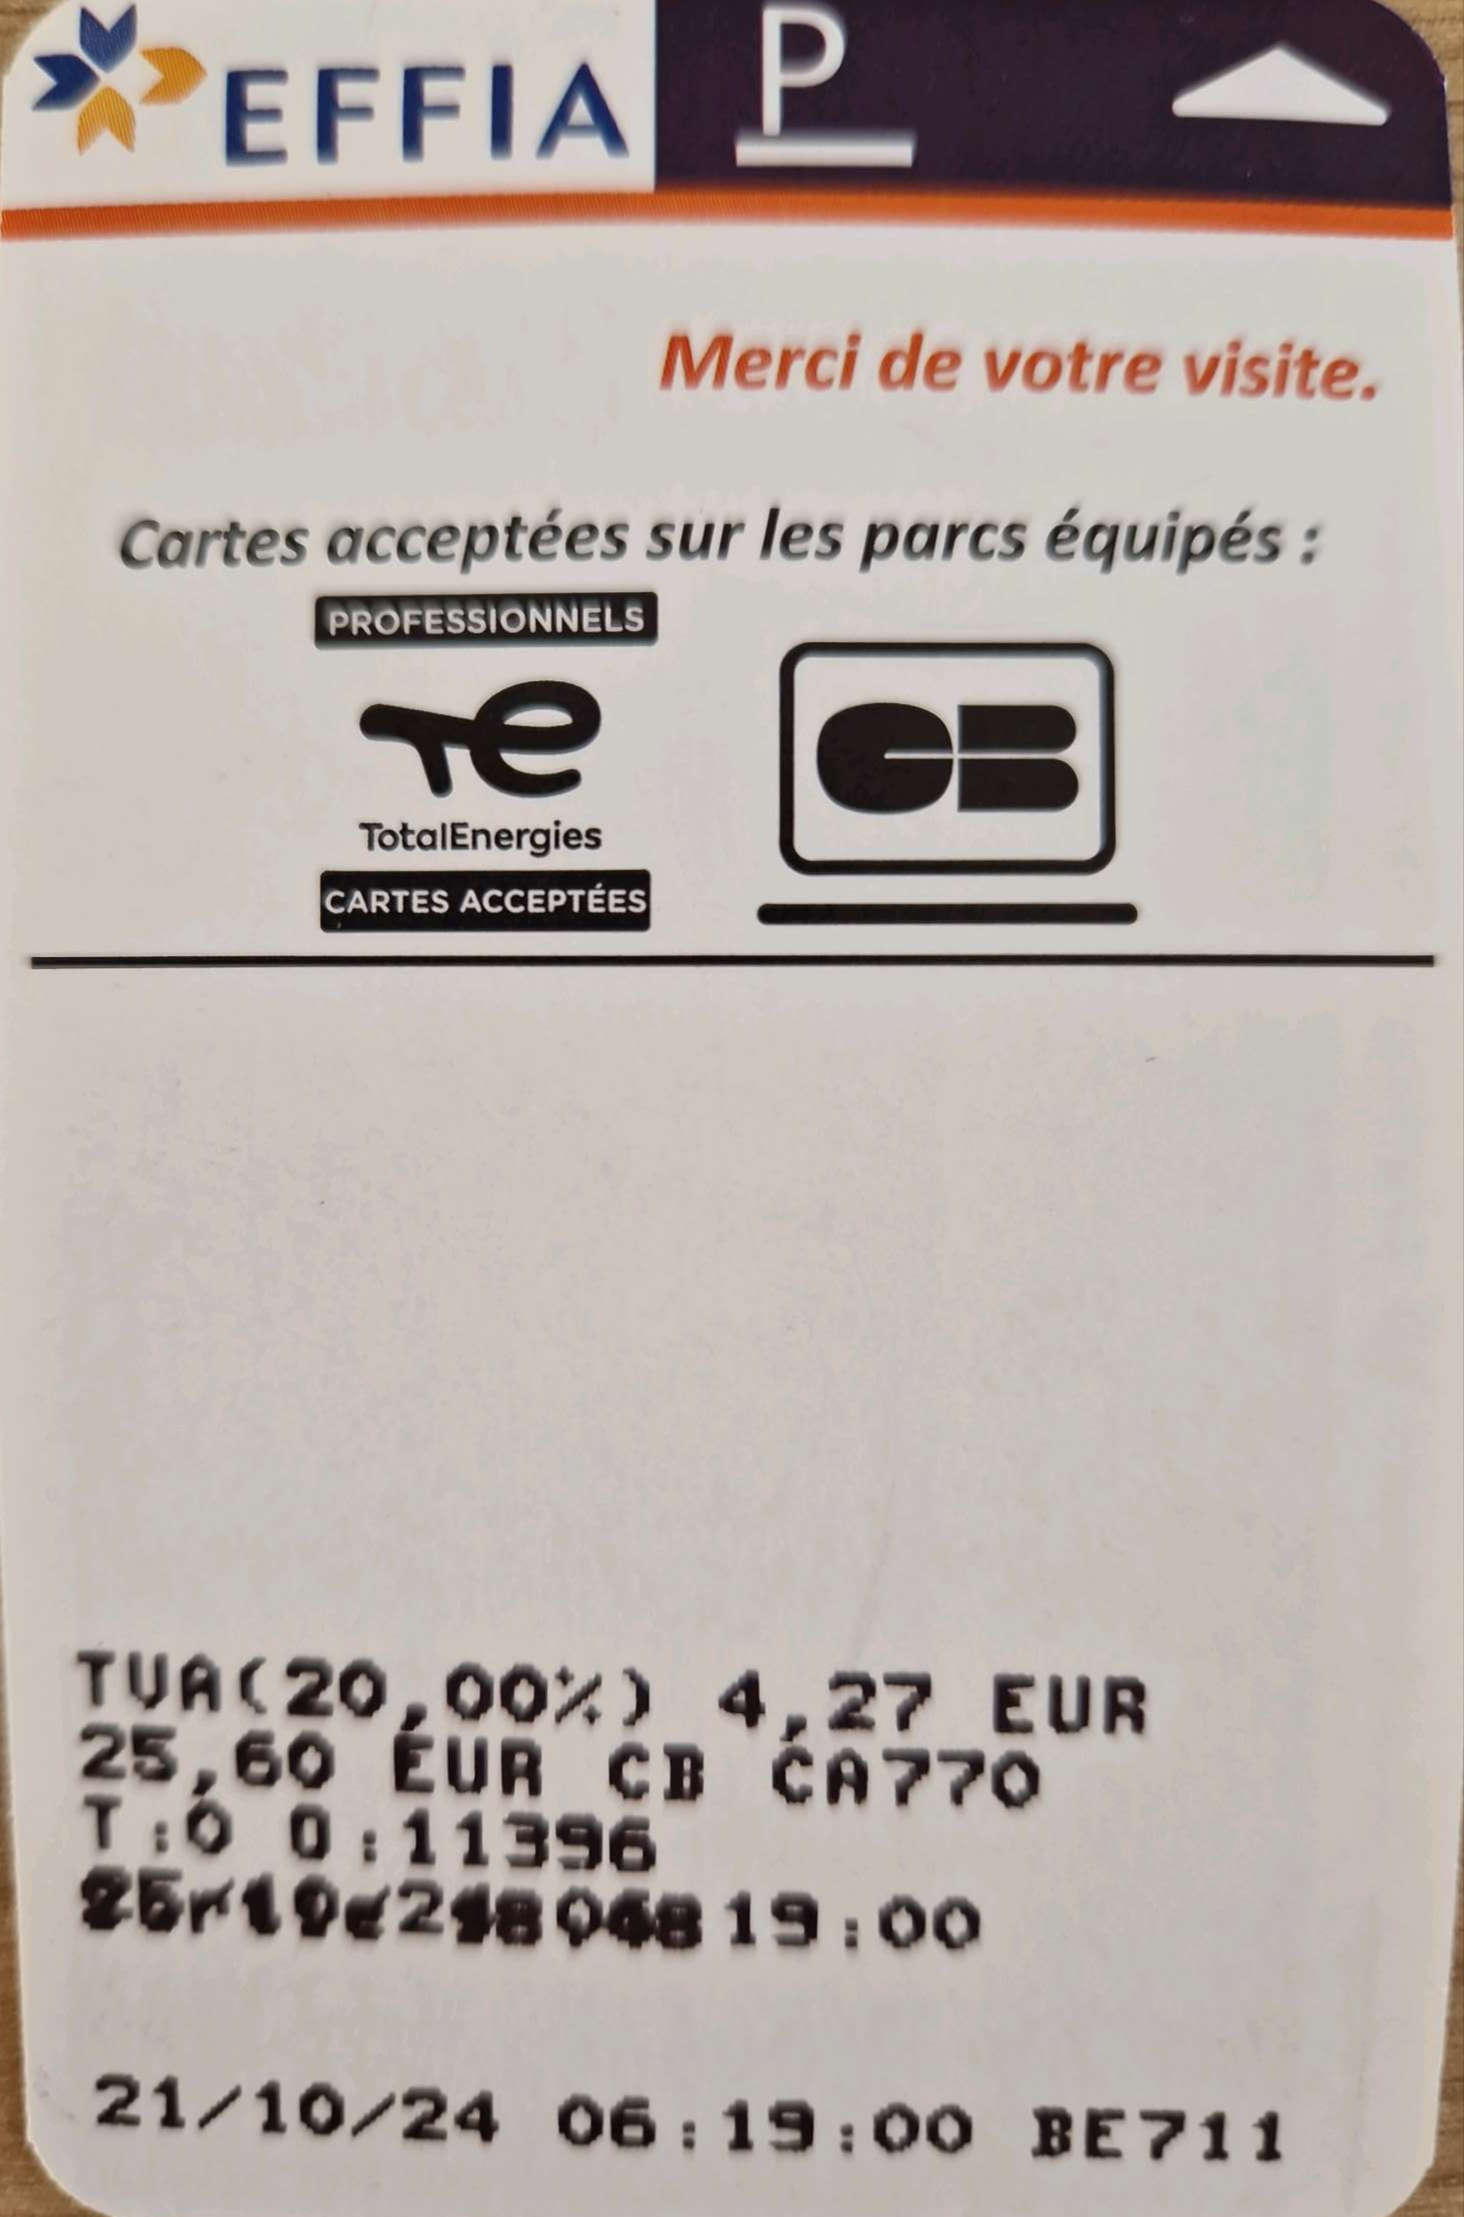 EFFIA P
Merci de votre visite.
Cartes acceptées sur les parcs équipés :
PROFESSIONNELS
TotalEnergies
CARTES ACCEPTÉES
CB
TVA(20,00%) 4,27 EUR
25,60 EUR CB CA770
T:0 0:11396
19:00
21/10/24 06:19:00 BE711